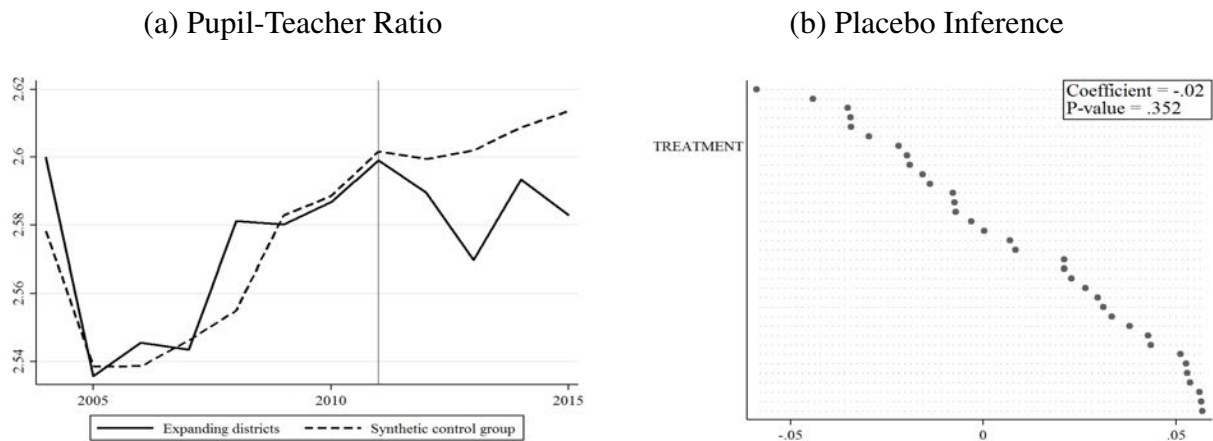 (a) Pupil-Teacher Ratio
2.62
2.6
2.58
2.56
2.54
2005
2010
2015
Expanding districts
Synthetic control group
(b) Placebo Inference
Coefficient = -.02
P-value = .352
TREATMENT
-.05
0
.05